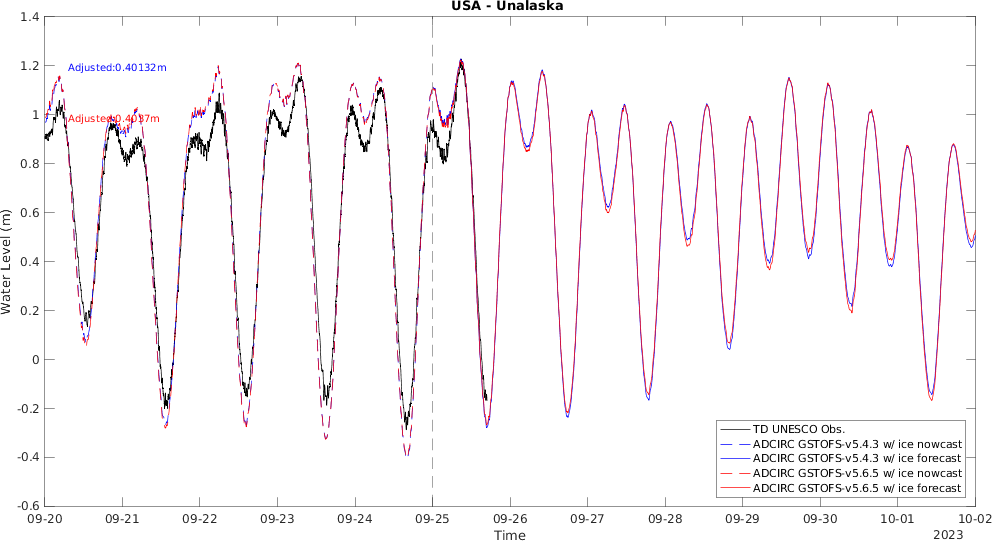 USA - Unalaska
1.4
1.2
1
0.8
0.6
0.4
0.2
0
-0.2
-0.4
-0.6
Water Level (m)
Adjusted:0.40132m
Adjusted:0.4037m
TD UNESCO Obs.
ADCIRC GSTOFS-v5.4.3 w/ ice nowcast
ADCIRC GSTOFS-v5.4.3 w/ ice forecast
ADCIRC GSTOFS-v5.6.5 w/ ice nowcast
ADCIRC GSTOFS-v5.6.5 w/ ice forecast
09-20 09-21 09-22 09-23 09-24 09-25 09-26 09-27 09-28 09-29 09-30 10-01 10-02
Time
2023